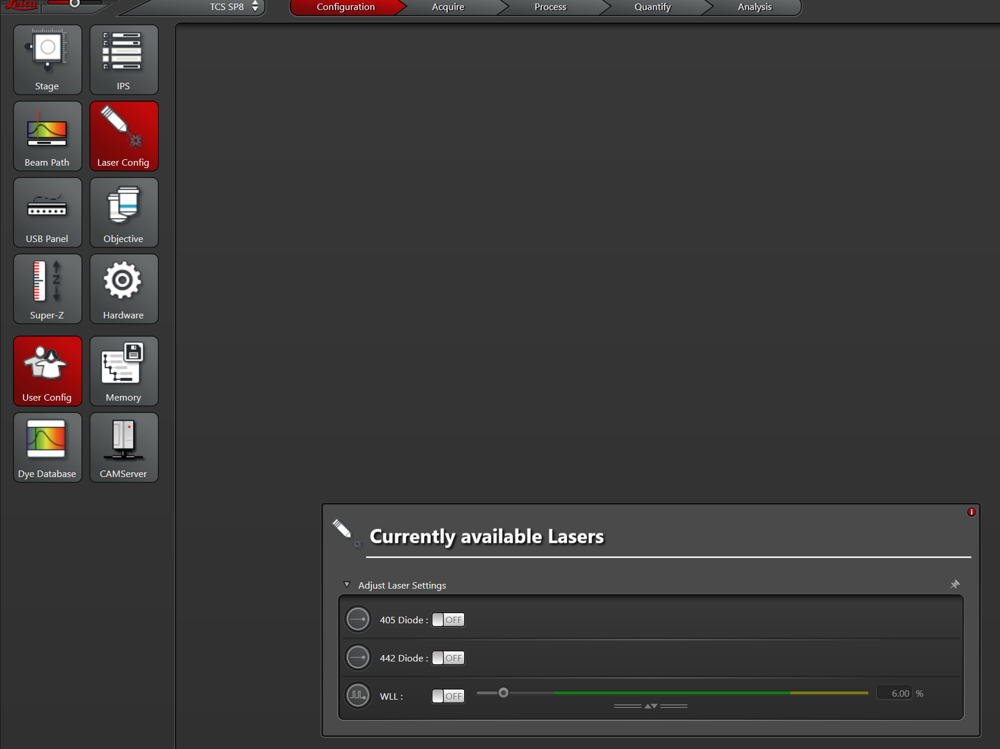 Leica
TCS SP8
Configuration
Acquire
Process
Quantify
Analysis
Stage
IPS
Beam Path
Laser Config
USB Panel
Objective
Z
Super-Z
Hardware
User Config
Memory
Dye Database
CAMServer
i
Currently available Lasers
Adjust Laser Settings
405 Diode : OFF
442 Diode : OFF
WLL : OFF 6.00 %